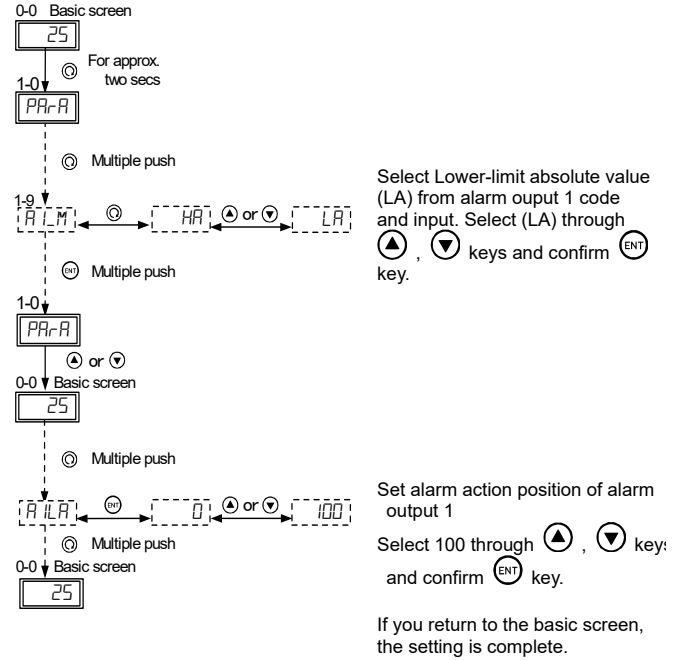 0-0 Basic screen
25
For approx.
two secs
1-0
PArA
Multiple push
Select Lower-limit absolute value
(LA) from alarm ouput 1 code
and input. Select (LA) through
, keys and confirm ENT
key.
1-9
A1_M HA or LA
ENT Multiple push
1-0
PArA
or
0-0 Basic screen
25
Multiple push
Set alarm action position of alarm
output 1
A1LA ENT 0 or 100
Select 100 through , keys
and confirm ENT key.
Multiple push
0-0 Basic screen
25
If you return to the basic screen,
the setting is complete.